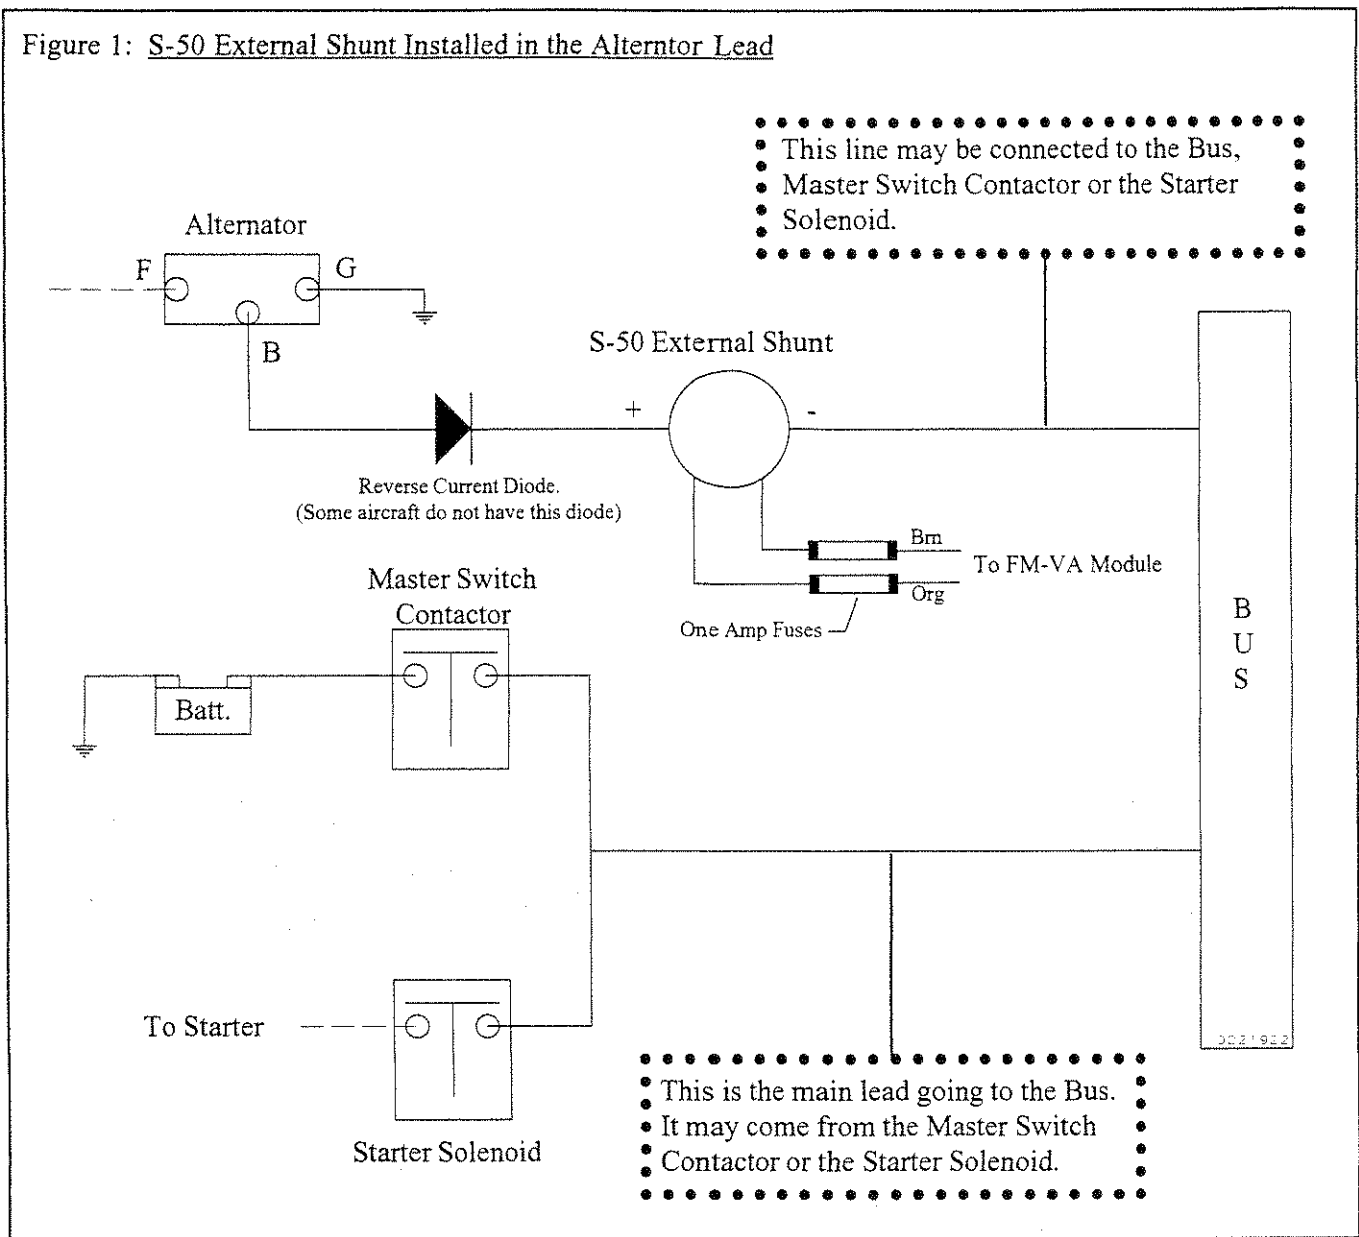 Figure 1: S-50 External Shunt Installed in the Alterntor Lead
This line may be connected to the Bus,
Master Switch Contactor or the Starter
Solenoid.
Alternator
F
G
B
S-50 External Shunt
+
-
Reverse Current Diode.
(Some aircraft do not have this diode)
Brn
To FM-VA Module
Org
One Amp Fuses
Master Switch
Contactor
Batt.
B
U
S
To Starter
Starter Solenoid
This is the main lead going to the Bus.
It may come from the Master Switch
Contactor or the Starter Solenoid.